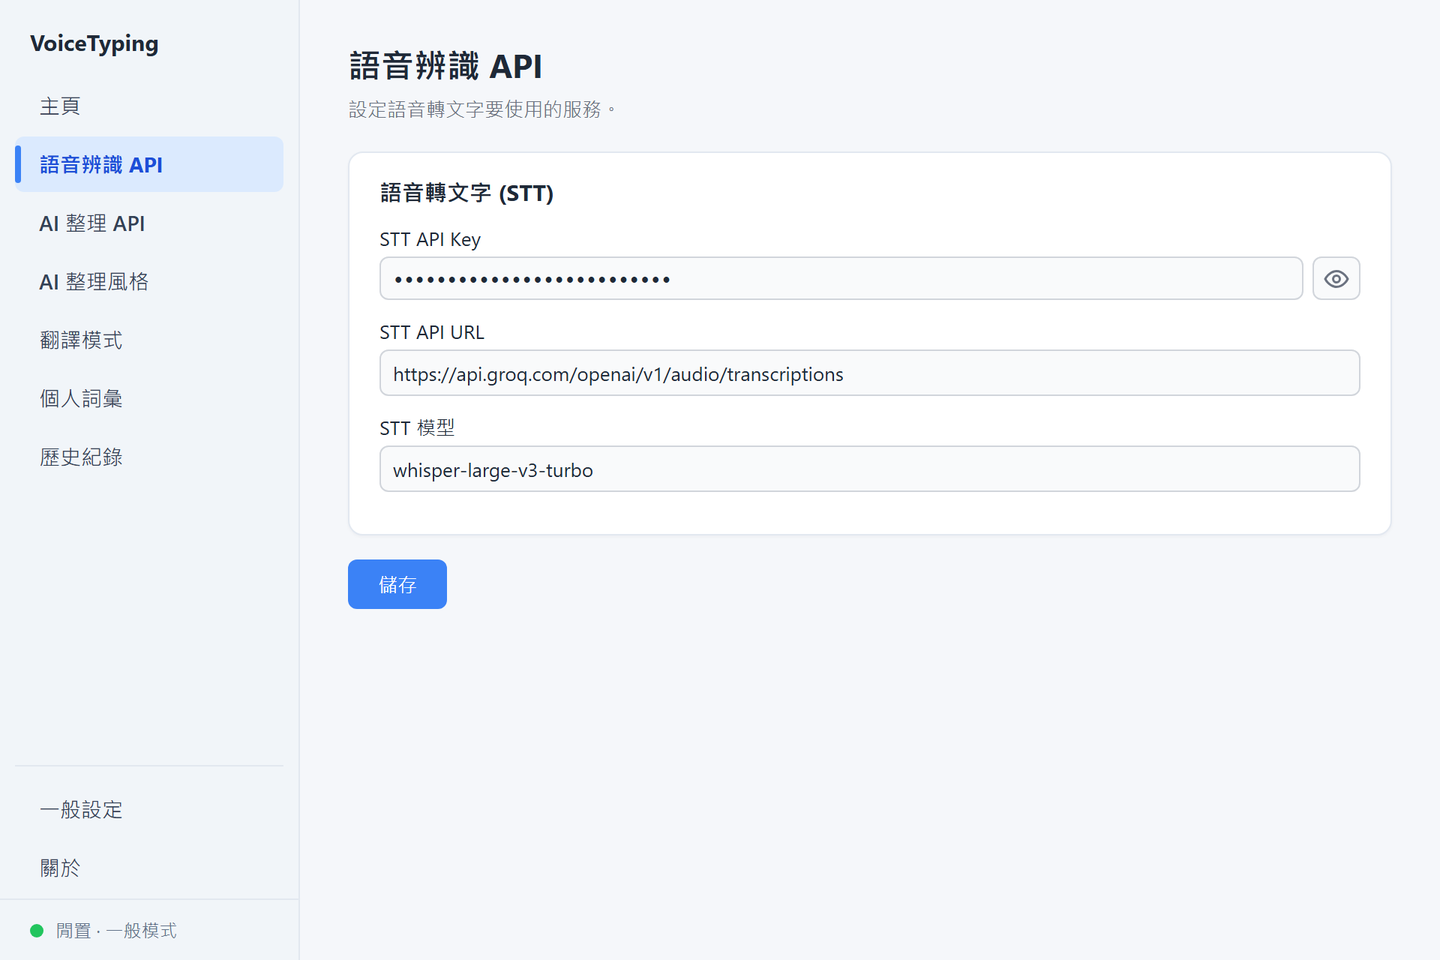 VoiceTyping
主頁
語音辨識 API
AI 整理 API
AI 整理風格
翻譯模式
個人詞彙
歷史紀錄
一般設定
關於
閒置 · 一般模式
語音辨識 API
設定語音轉文字要使用的服務。
語音轉文字 (STT)
STT API Key
••••••••••••••••••••••••••
STT API URL
https://api.groq.com/openai/v1/audio/transcriptions
STT 模型
whisper-large-v3-turbo
儲存